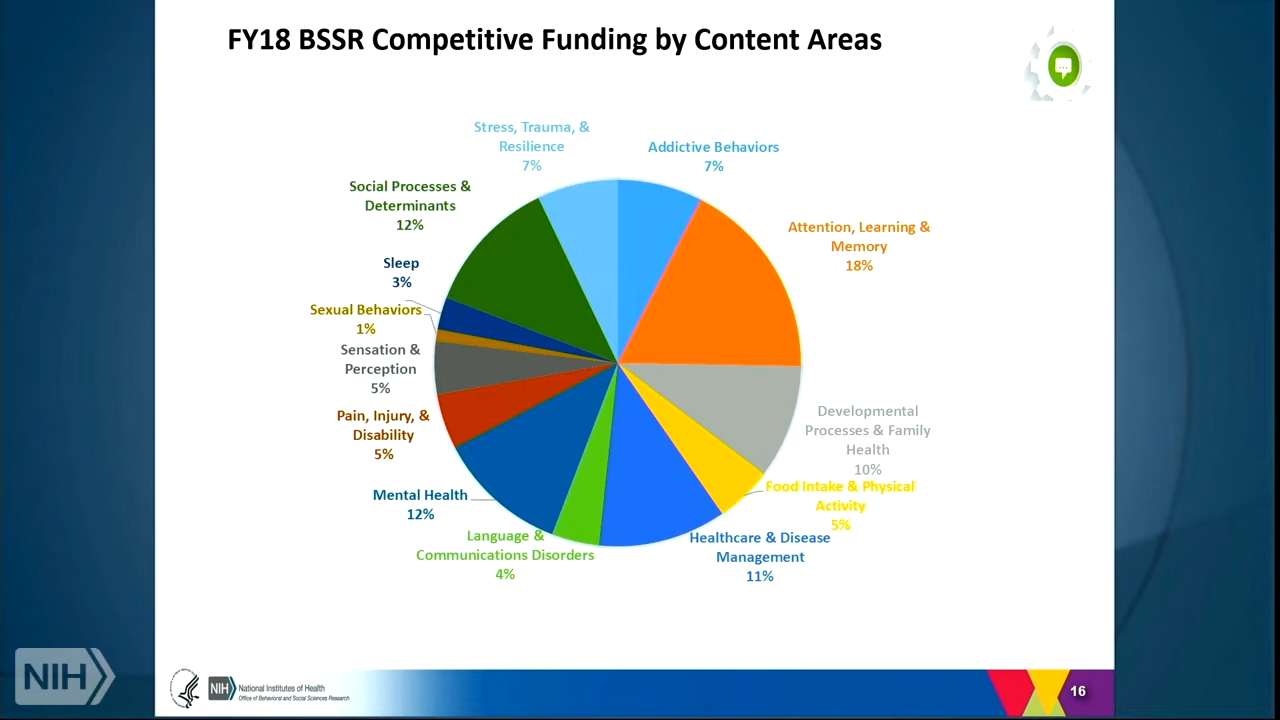 FY18 BSSR Competitive Funding by Content Areas
Stress, Trauma, &
Resilience
7%
Addictive Behaviors
7%
Social Processes &
Determinants
12%
Attention, Learning &
Memory
18%
Sleep
3%
Sexual Behaviors
1%
Sensation &
Perception
5%
Developmental
Processes & Family
Health
10%
Pain, Injury, &
Disability
5%
Food Intake & Physical
Activity
5%
Mental Health
12%
Language &
Communications Disorders
4%
Healthcare & Disease
Management
11%
NIH
NIH
National Institutes of Health
Office of Behavioral and Social Sciences Research
16